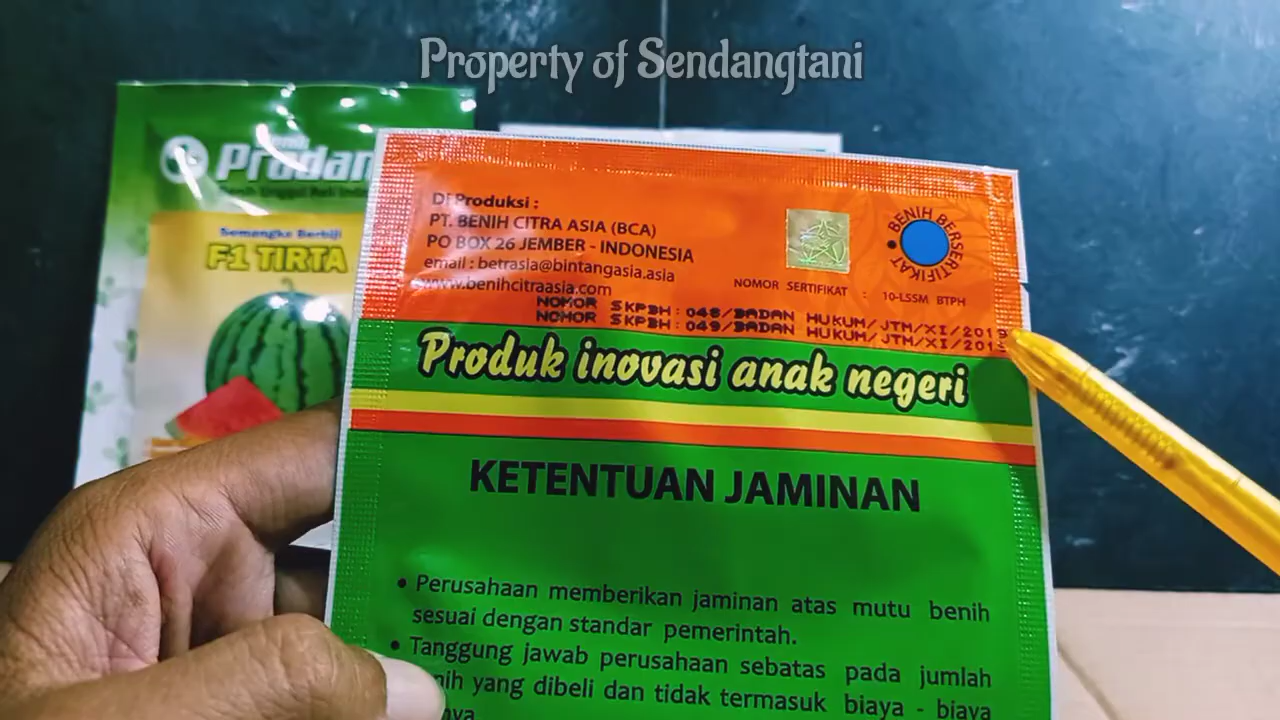 Property of Sendangtani
Benih Unggul Asli
Semangka Berbiji
F1 TIRTA
Di Produksi :
PT. BENIH CITRA ASIA (BCA)
PO BOX 26 JEMBER - INDONESIA
email : betrasia@bintangasia.asia
www.benihcitraasia.com
BENIH BERSERTIFIKAT
NOMOR SERTIFIKAT : 10-LSSM BTPH
NOMOR SKPBH : 048/BADAN HUKUM/JTM/XI/2019
NOMOR SKPBH : 049/BADAN HUKUM/JTM/XI/2019
Produk inovasi anak negeri
KETENTUAN JAMINAN
• Perusahaan memberikan jaminan atas mutu benih
sesuai dengan standar pemerintah.
• Tanggung jawab perusahaan sebatas pada jumlah
yang dibeli dan tidak termasuk biaya - biaya